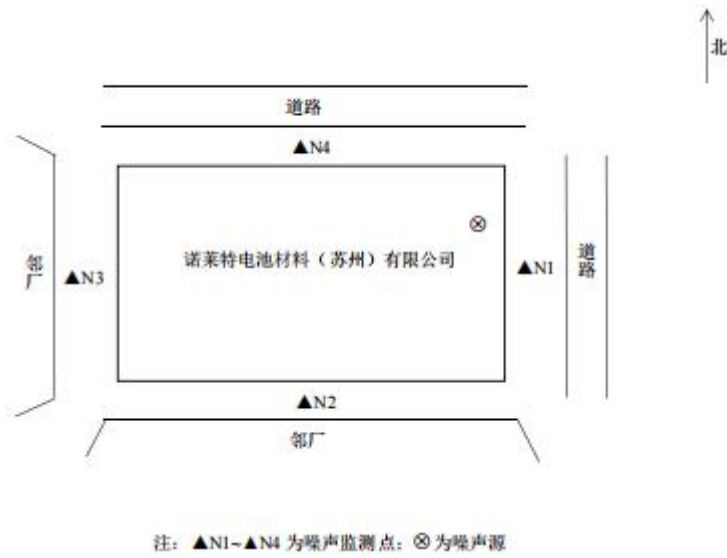 北
道路
▲N4
诺莱特电池材料（苏州）有限公司
邻厂
▲N3
▲N1
道路
▲N2
邻厂
注：▲N1~▲N4 为噪声监测点；⊗ 为噪声源